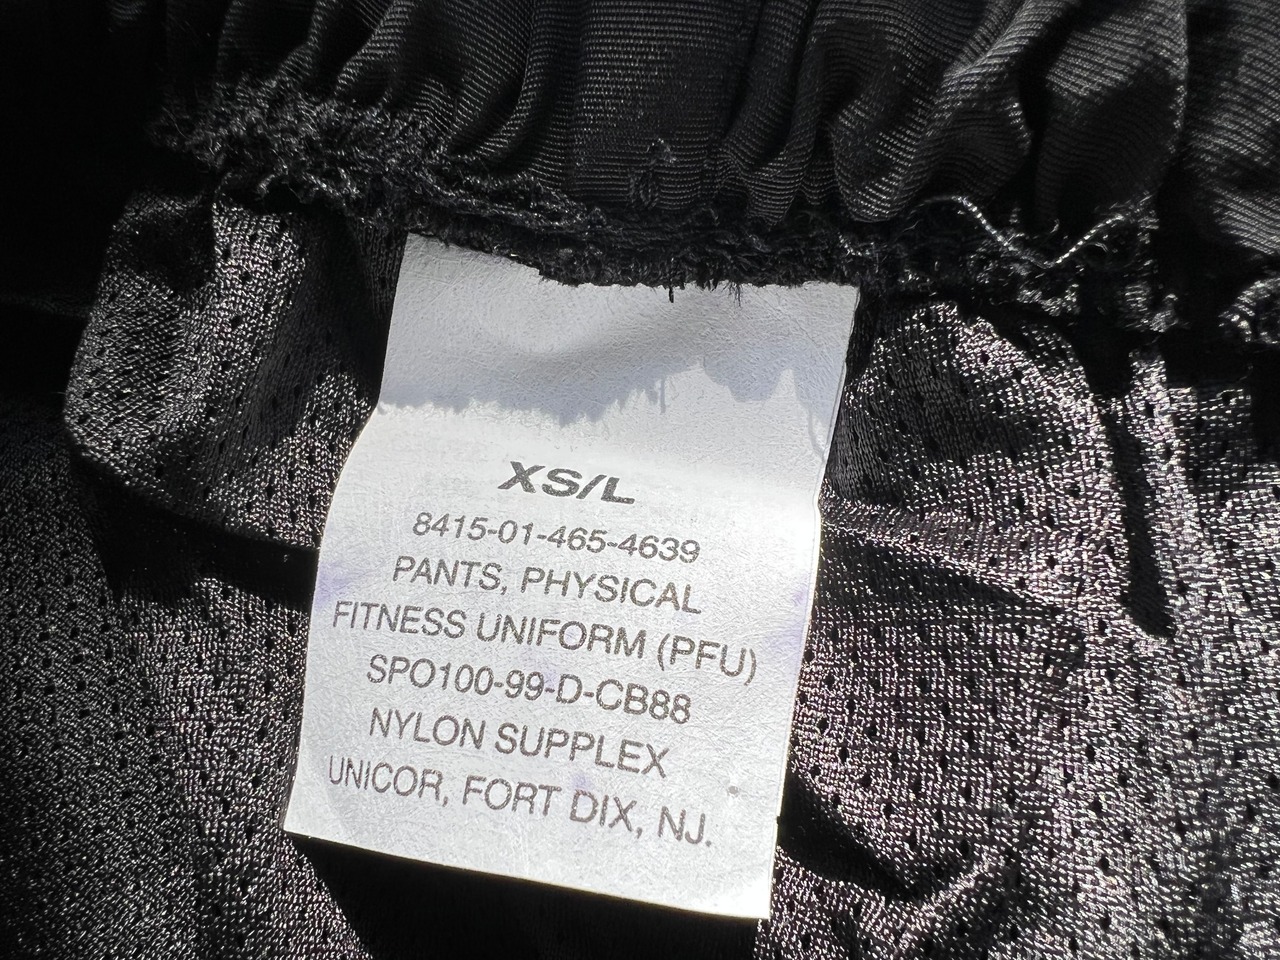 XS/L
8415-01-465-4639
PANTS, PHYSICAL
FITNESS UNIFORM (PFU)
SPO100-99-D-CB88
NYLON SUPPLEX
UNICOR, FORT DIX, NJ.